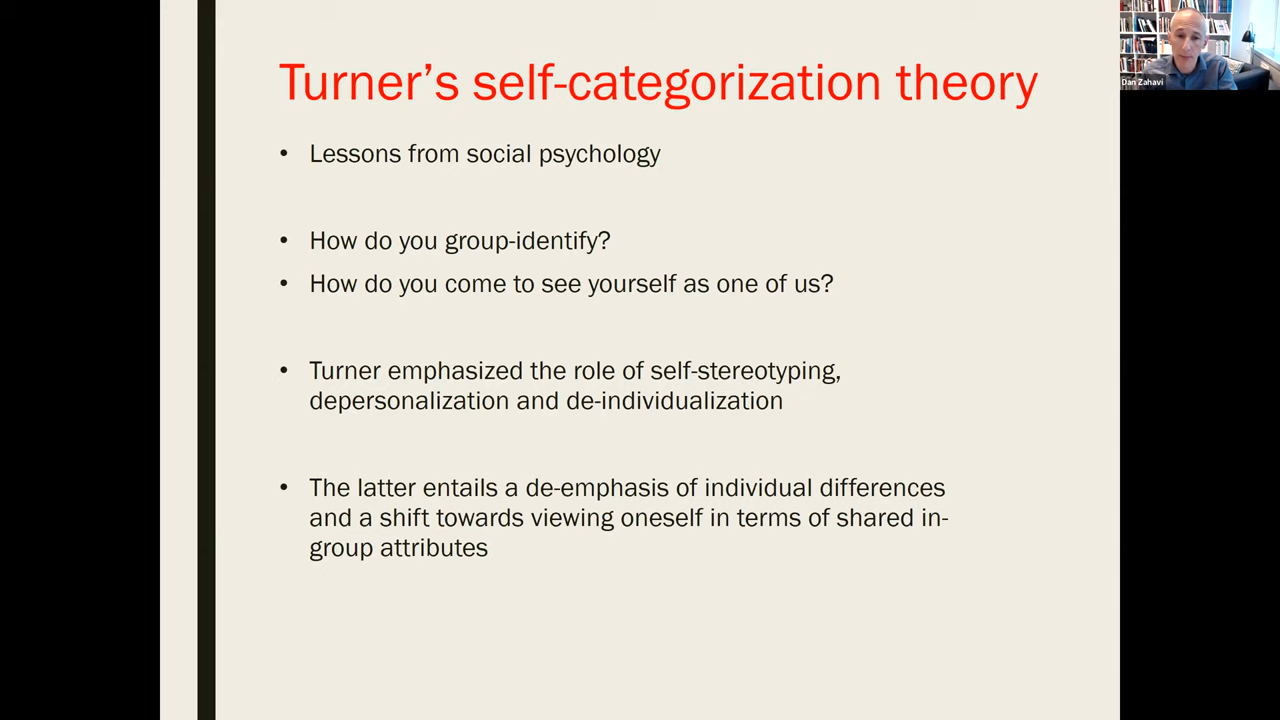 Turner’s self-categorization theory
Dan Zahavi
• Lessons from social psychology
• How do you group-identify?
• How do you come to see yourself as one of us?
• Turner emphasized the role of self-stereotyping,
depersonalization and de-individualization
• The latter entails a de-emphasis of individual differences
and a shift towards viewing oneself in terms of shared in-
group attributes